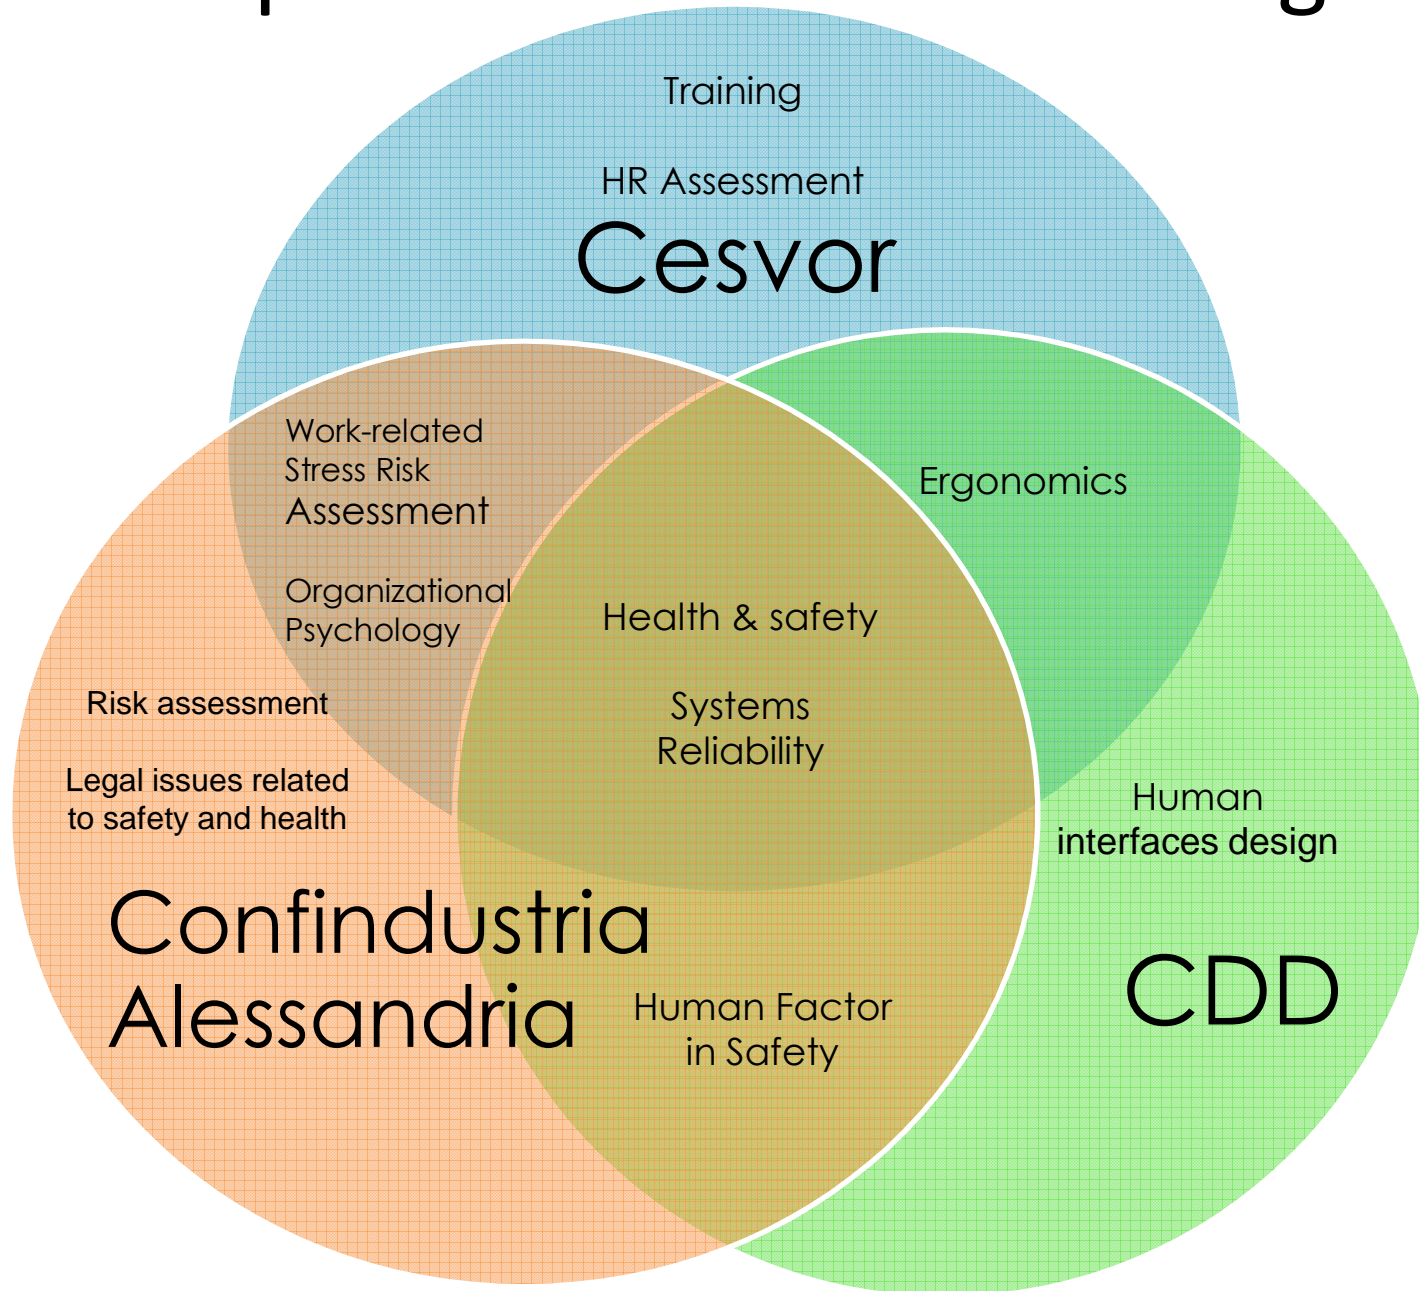 Training
HR Assessment
Cesvor
Work-related
Stress Risk
Assessment
Ergonomics
Organizational
Psychology
Health & safety
Systems
Reliability
Risk assessment
Legal issues related
to safety and health
Human
interfaces design
Confindustria
Alessandria
CDD
Human Factor
in Safety